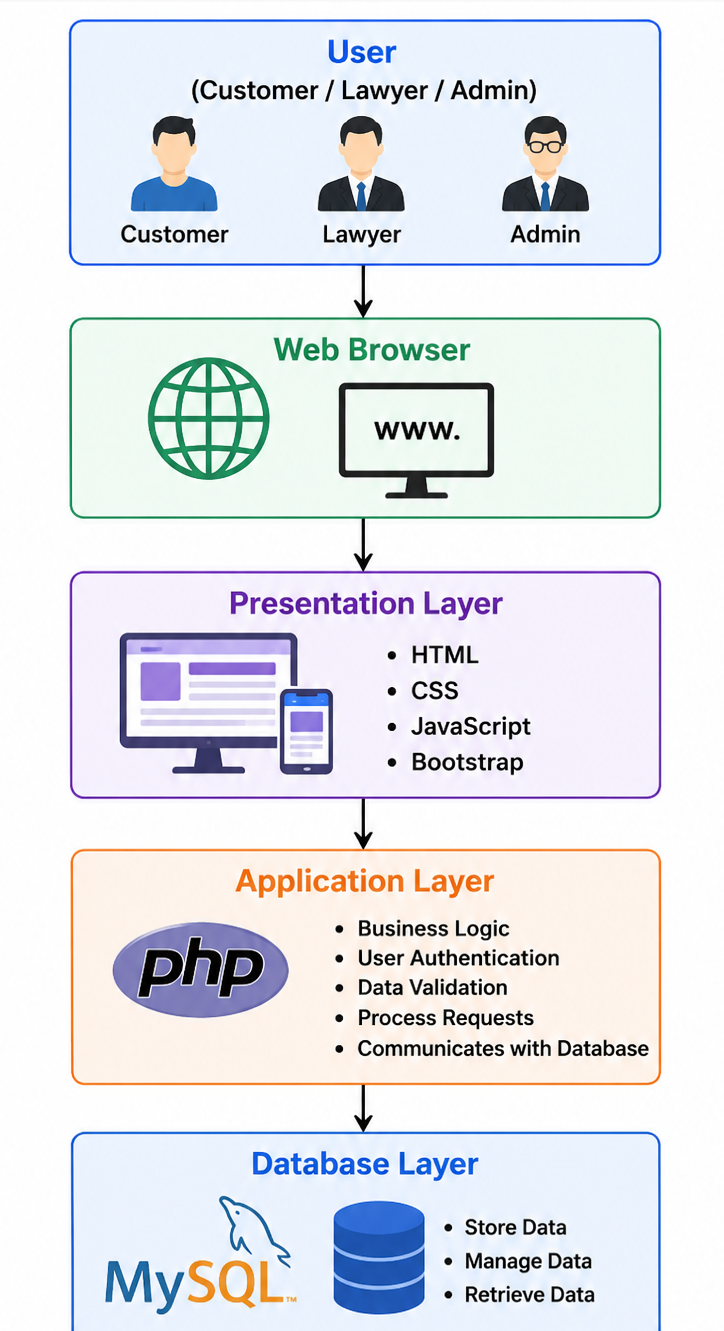 User
(Customer / Lawyer / Admin)
Customer
Lawyer
Admin
Web Browser
www.
Presentation Layer
• HTML
• CSS
• JavaScript
• Bootstrap
Application Layer
php
• Business Logic
• User Authentication
• Data Validation
• Process Requests
• Communicates with Database
Database Layer
MySQL™
• Store Data
• Manage Data
• Retrieve Data